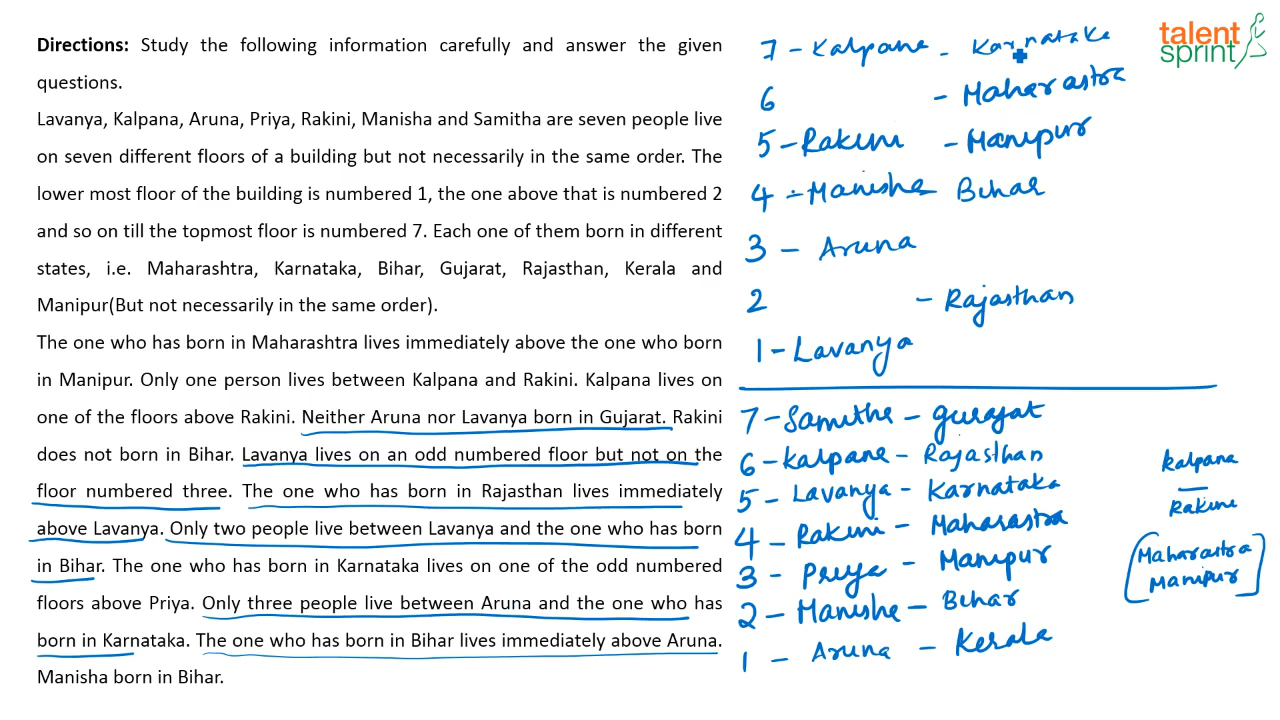 Directions: Study the following information carefully and answer the given
questions.
Lavanya, Kalpana, Aruna, Priya, Rakini, Manisha and Samitha are seven people live
on seven different floors of a building but not necessarily in the same order. The
lower most floor of the building is numbered 1, the one above that is numbered 2
and so on till the topmost floor is numbered 7. Each one of them born in different
states, i.e. Maharashtra, Karnataka, Bihar, Gujarat, Rajasthan, Kerala and
Manipur(But not necessarily in the same order).
The one who has born in Maharashtra lives immediately above the one who born
in Manipur. Only one person lives between Kalpana and Rakini. Kalpana lives on
one of the floors above Rakini. Neither Aruna nor Lavanya born in Gujarat. Rakini
does not born in Bihar. Lavanya lives on an odd numbered floor but not on the
floor numbered three. The one who has born in Rajasthan lives immediately
above Lavanya. Only two people live between Lavanya and the one who has born
in Bihar. The one who has born in Karnataka lives on one of the odd numbered
floors above Priya. Only three people live between Aruna and the one who has
born in Karnataka. The one who has born in Bihar lives immediately above Aruna.
Manisha born in Bihar.
7 - Kalpana - Karnataka
6 - Maharastra
5 - Rakini - Manipur
4 - Manisha Bihar
3 - Aruna
2 - Rajasthan
1 - Lavanya
7 - Samitha - Gurajat
6 - Kalpana - Rajasthan
5 - Lavanya - Karnataka
4 - Rakini - Maharastra
3 - Priya - Manipur
2 - Manisha - Bihar
1 - Aruna - Kerala
Kalpana
Rakini
Maharastra
Manipur
talent
sprint